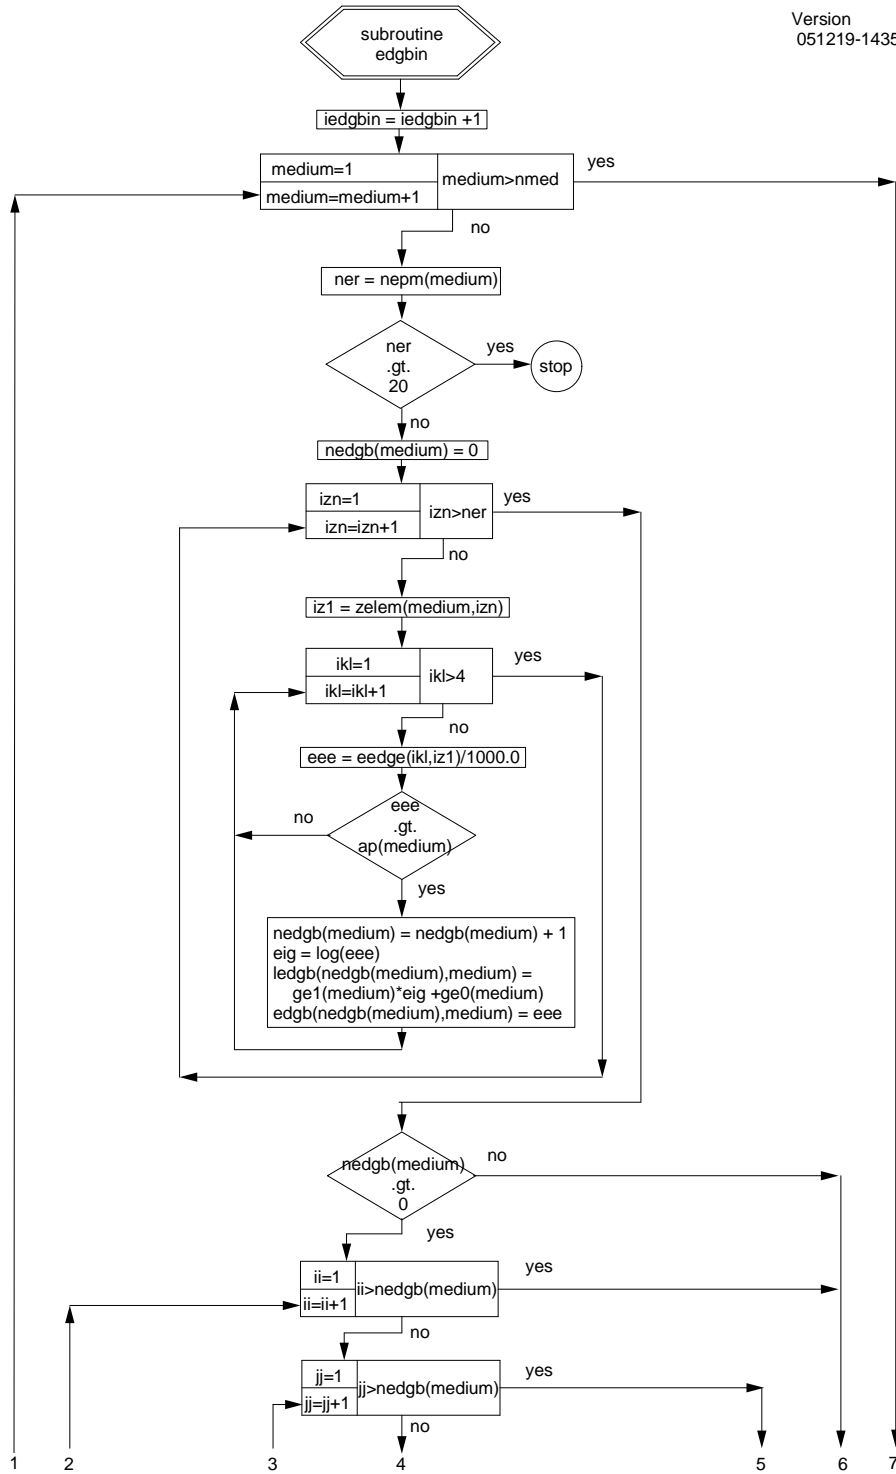 subroutine
edgbin
Version
051219-1435
iedgbin = iedgbin +1
medium=1
medium=medium+1
medium>nmed
yes
no
ner = nepm(medium)
ner
.gt.
20
yes
stop
no
nedgb(medium) = 0
izn=1
izn=izn+1
izn>ner
yes
no
iz1 = zelem(medium,izn)
ikl=1
ikl=ikl+1
ikl>4
yes
no
eee = eedge(ikl,iz1)/1000.0
eee
.gt.
ap(medium)
no
yes
nedgb(medium) = nedgb(medium) + 1
eig = log(eee)
ledgb(nedgb(medium),medium) =
ge1(medium)*eig +ge0(medium)
edgb(nedgb(medium),medium) = eee
nedgb(medium)
.gt.
0
no
yes
ii=1
ii=ii+1
ii>nedgb(medium)
yes
no
jj=1
jj=jj+1
jj>nedgb(medium)
yes
no
1 2 3 4 5 6 7